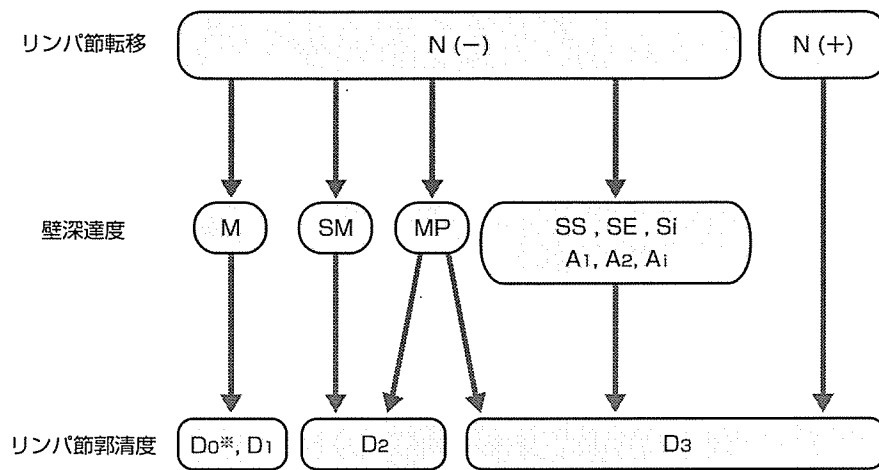 リンパ節転移
N (−)
N (+)
壁深達度
M
SM
MP
SS , SE , Si
A1, A2, Ai
リンパ節郭清度
D0※, D1
D2
D3